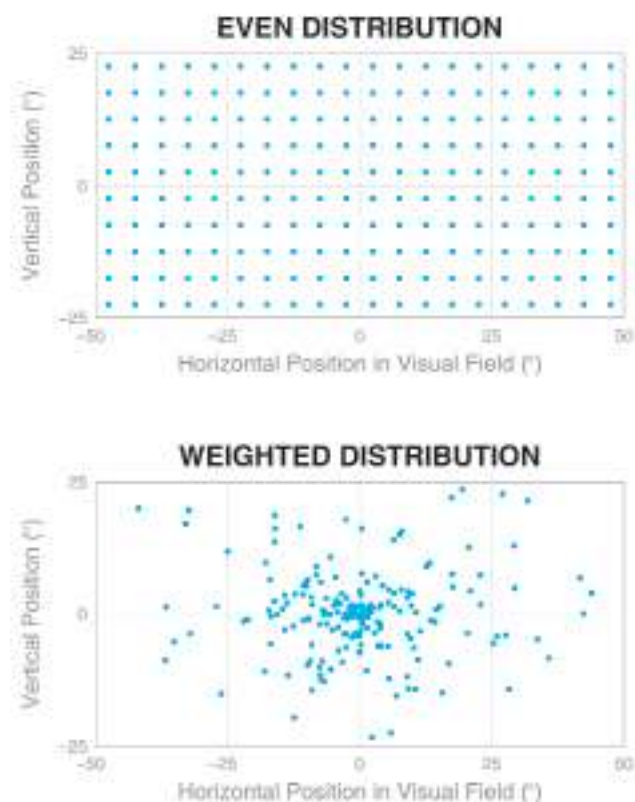 EVEN DISTRIBUTION
25
Vertical Position (°)
0
−25
−50
−25
0
25
50
Horizontal Position in Visual Field (°)
WEIGHTED DISTRIBUTION
25
Vertical Position (°)
0
−25
−50
−25
0
25
50
Horizontal Position in Visual Field (°)